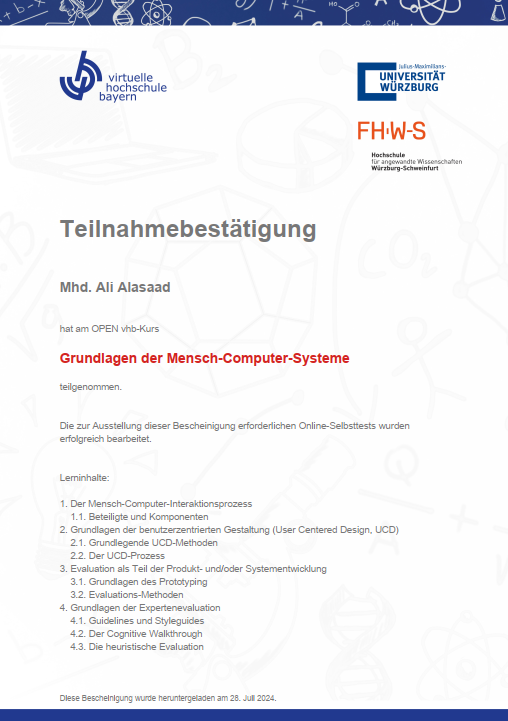 virtuelle
hochschule
bayern
Julius-Maximilians-
UNIVERSITÄT
WÜRZBURG
FH·W-S
Hochschule
für angewandte Wissenschaften
Würzburg-Schweinfurt
Teilnahmebestätigung
Mhd. Ali Alasaad
hat am OPEN vhb-Kurs
Grundlagen der Mensch-Computer-Systeme
teilgenommen.
Die zur Ausstellung dieser Bescheinigung erforderlichen Online-Selbsttests wurden
erfolgreich bearbeitet.
Lerninhalte:
1. Der Mensch-Computer-Interaktionsprozess
1.1. Beteiligte und Komponenten
2. Grundlagen der benutzerzentrierten Gestaltung (User Centered Design, UCD)
2.1. Grundlegende UCD-Methoden
2.2. Der UCD-Prozess
3. Evaluation als Teil der Produkt- und/oder Systementwicklung
3.1. Grundlagen des Prototyping
3.2. Evaluations-Methoden
4. Grundlagen der Expertenevaluation
4.1. Guidelines und Styleguides
4.2. Der Cognitive Walkthrough
4.3. Die heuristische Evaluation
Diese Bescheinigung wurde heruntergeladen am 28. Juli 2024.